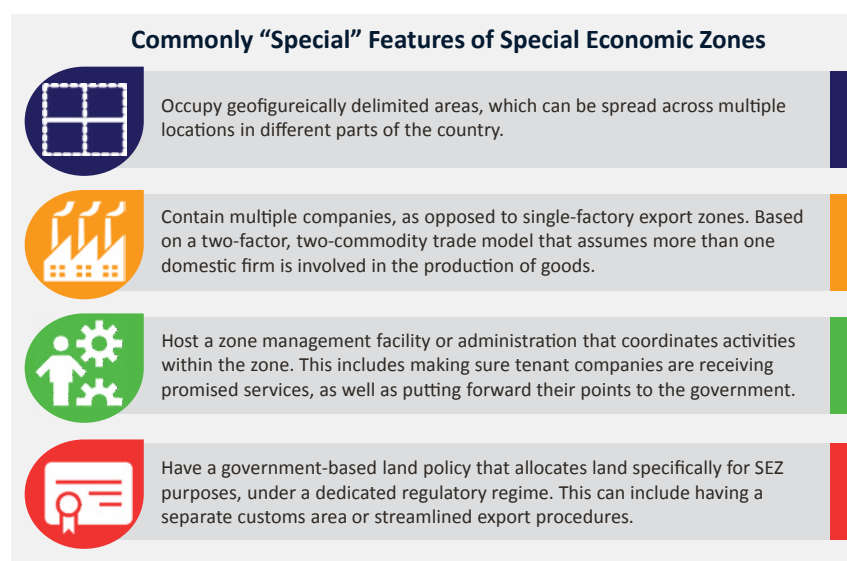 Commonly “Special” Features of Special Economic Zones
Occupy geofigureically delimited areas, which can be spread across multiple
locations in different parts of the country.
Contain multiple companies, as opposed to single-factory export zones. Based
on a two-factor, two-commodity trade model that assumes more than one
domestic firm is involved in the production of goods.
Host a zone management facility or administration that coordinates activities
within the zone. This includes making sure tenant companies are receiving
promised services, as well as putting forward their points to the government.
Have a government-based land policy that allocates land specifically for SEZ
purposes, under a dedicated regulatory regime. This can include having a
separate customs area or streamlined export procedures.